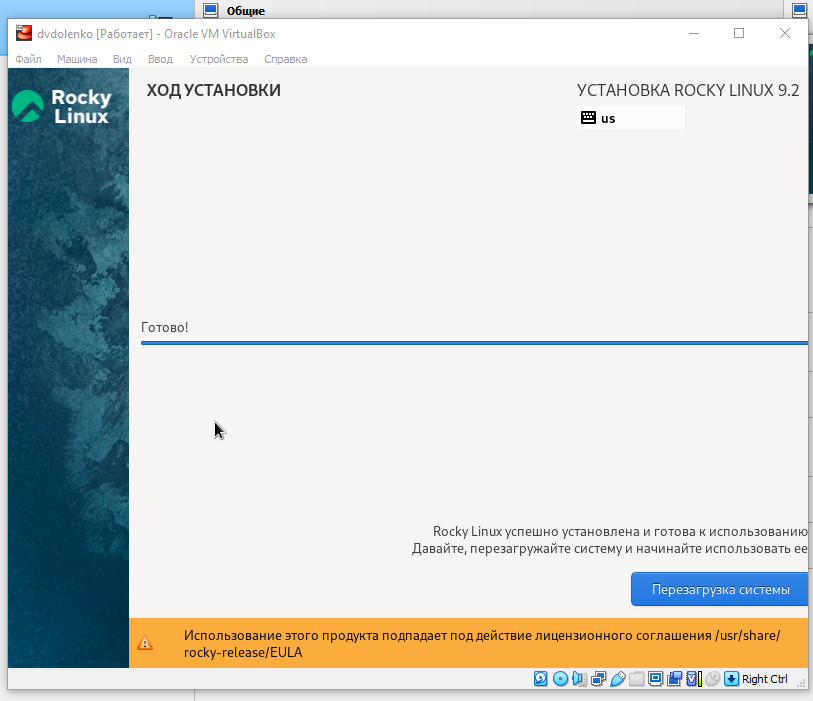 Общие
dvdolenko [Работает] - Oracle VM VirtualBox
Файл Машина Вид Ввод Устройства Справка
Rocky
Linux
ХОД УСТАНОВКИ
УСТАНОВКА ROCKY LINUX 9.2
us
Готово!
Rocky Linux успешно установлена и готова к использованию
Давайте, перезагружайте систему и начинайте использовать ее
Перезагрузка системы
Использование этого продукта подпадает под действие лицензионного соглашения /usr/share/
rocky-release/EULA
Right Ctrl